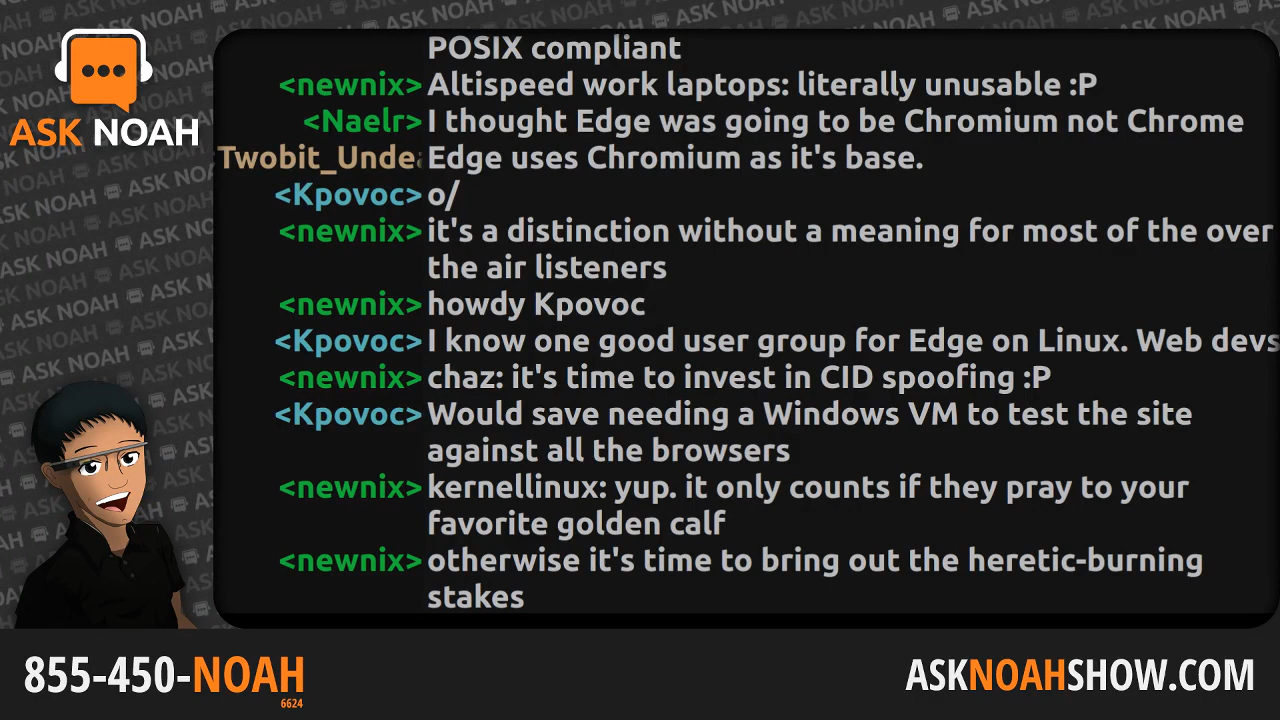 ASK NOAH
POSIX compliant
<newnix> Altispeed work laptops: literally unusable :P
<Naelr> I thought Edge was going to be Chromium not Chrome
Twobit_Unde Edge uses Chromium as it's base.
<Kpovoc> o/
<newnix> it's a distinction without a meaning for most of the over
the air listeners
<newnix> howdy Kpovoc
<Kpovoc> I know one good user group for Edge on Linux. Web devs
<newnix> chaz: it's time to invest in CID spoofing :P
<Kpovoc> Would save needing a Windows VM to test the site
against all the browsers
<newnix> kernellinux: yup. it only counts if they pray to your
favorite golden calf
<newnix> otherwise it's time to bring out the heretic-burning
stakes
855-450-NOAH
6624
ASKNOAHSHOW.COM